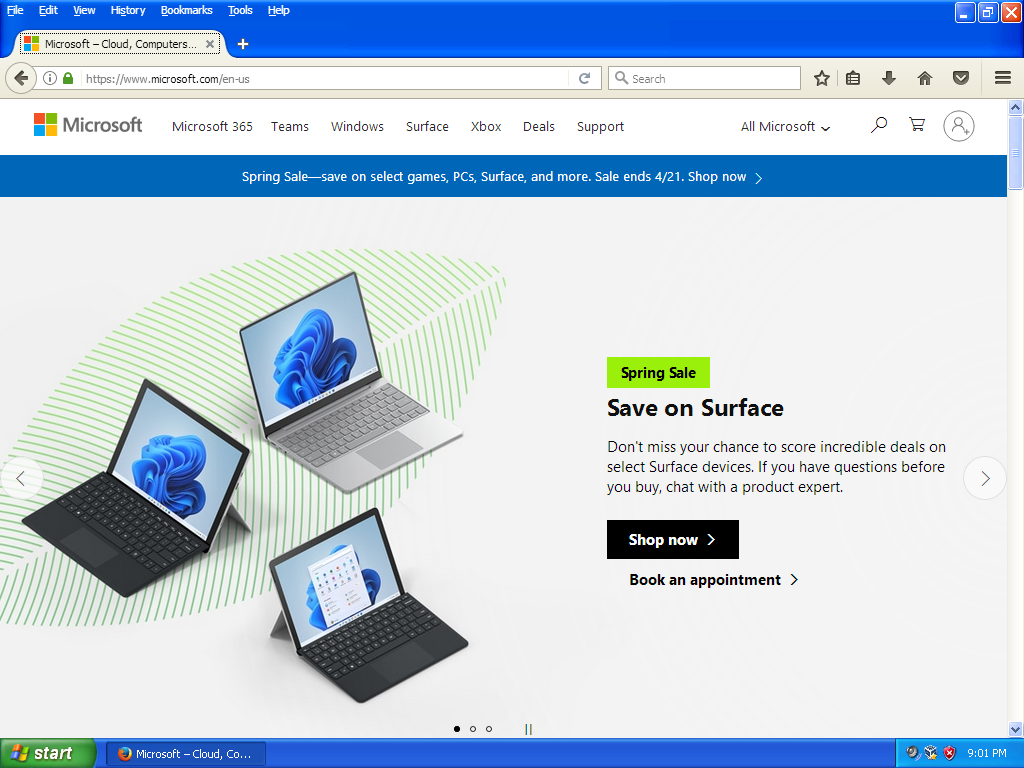 File Edit View History Bookmarks Tools Help
Microsoft – Cloud, Computers...
https://www.microsoft.com/en-us
Search
Microsoft
Microsoft 365 Teams Windows Surface Xbox Deals Support All Microsoft
Spring Sale—save on select games, PCs, Surface, and more. Sale ends 4/21. Shop now
Spring Sale
Save on Surface
Don't miss your chance to score incredible deals on
select Surface devices. If you have questions before
you buy, chat with a product expert.
Shop now
Book an appointment
start
Microsoft – Cloud, Co...
9:01 PM